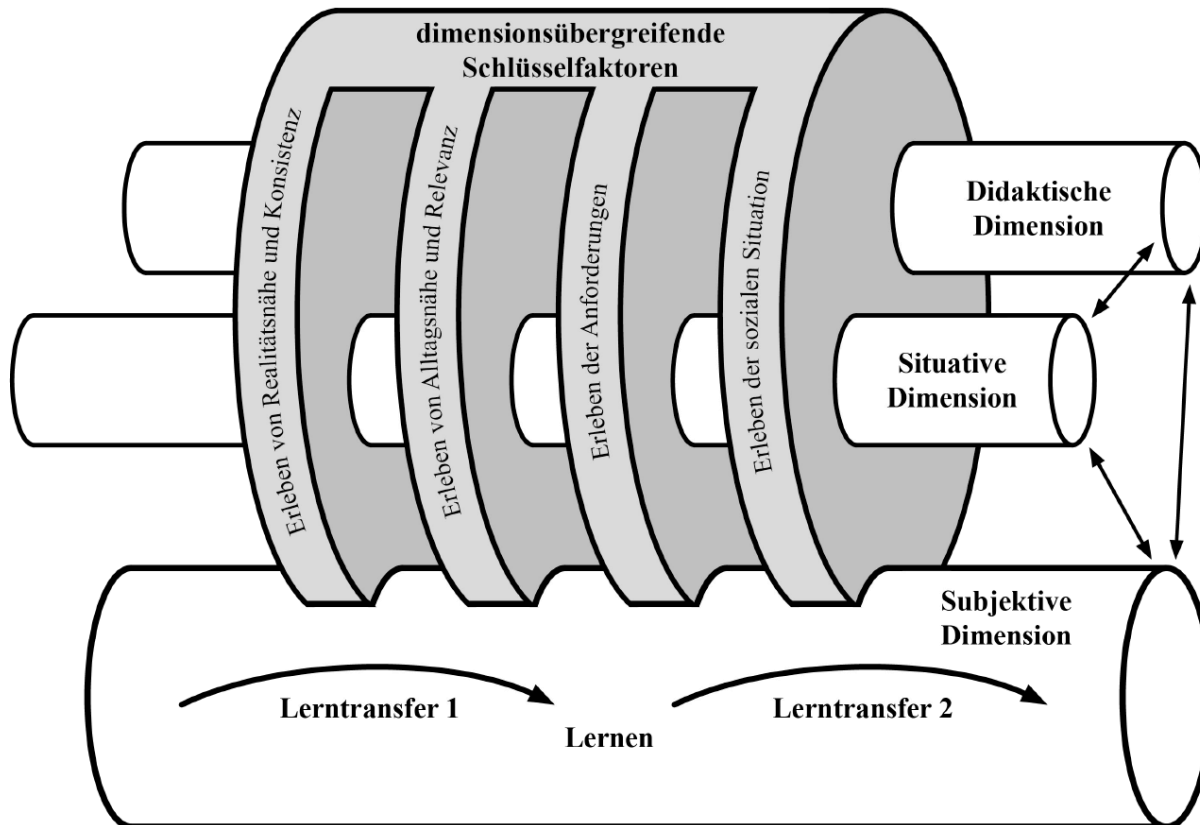 dimensionsübergreifende
Schlüsselfaktoren
Erleben von Realitätsnähe und Konsistenz
Erleben von Alltagsnähe und Relevanz
Erleben der Anforderungen
Erleben der sozialen Situation
Didaktische
Dimension
Situative
Dimension
Subjektive
Dimension
Lerntransfer 1
Lernen
Lerntransfer 2